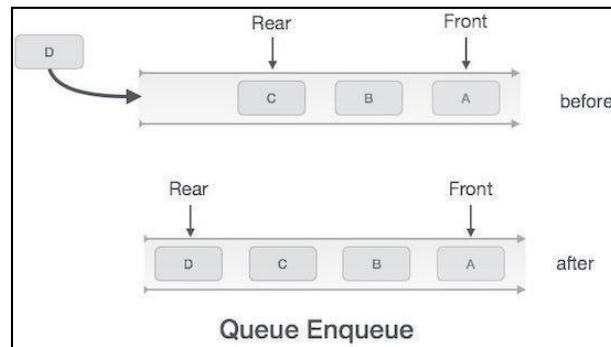 D
Rear Front
C B A
before
Rear Front
D C B A
after
Queue Enqueue